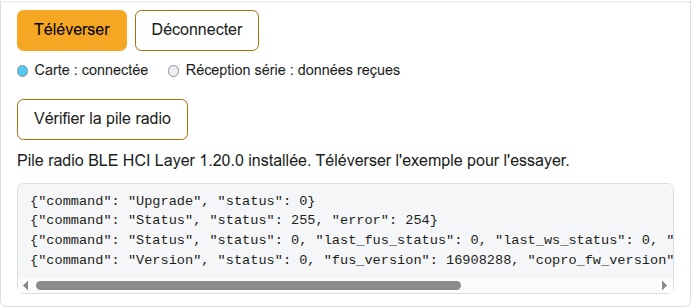 Téléverser Déconnecter
Carte : connectée Réception série : données reçues
Vérifier la pile radio
Pile radio BLE HCI Layer 1.20.0 installée. Téléverser l'exemple pour l'essayer.
{"command": "Upgrade", "status": 0}
{"command": "Status", "status": 255, "error": 254}
{"command": "Status", "status": 0, "last_fus_status": 0, "last_ws_status": 0, "
{"command": "Version", "status": 0, "fus_version": 16908288, "copro_fw_version"